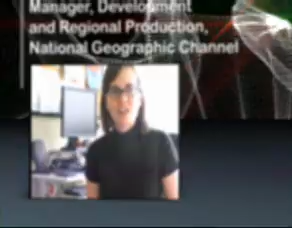 Manager, Development
and Regional Production,
National Geographic Channel